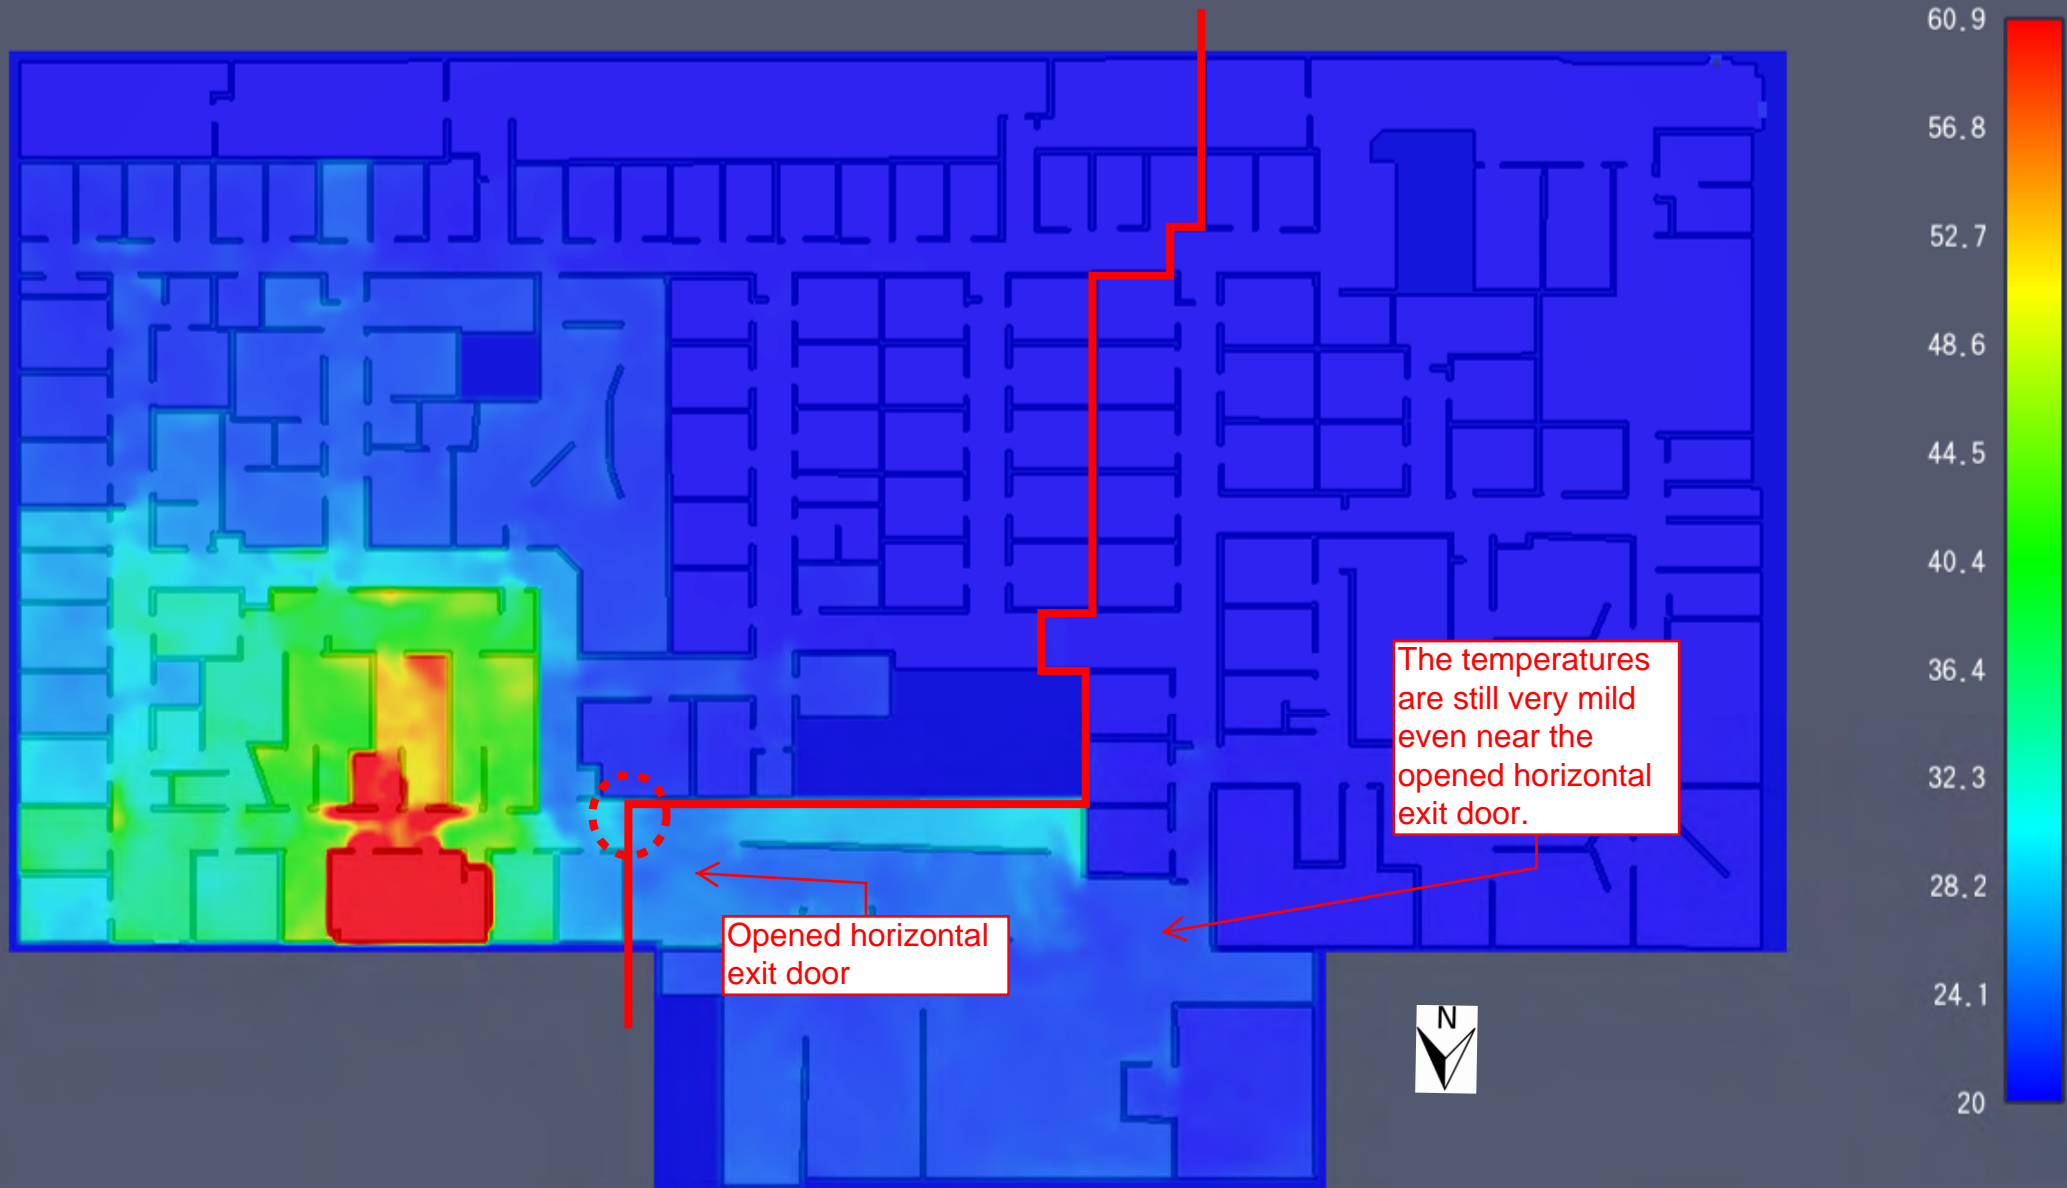 60.9
56.8
52.7
48.6
44.5
40.4
36.4
32.3
28.2
24.1
20
The temperatures
are still very mild
even near the
opened horizontal
exit door.
Opened horizontal
exit door
N